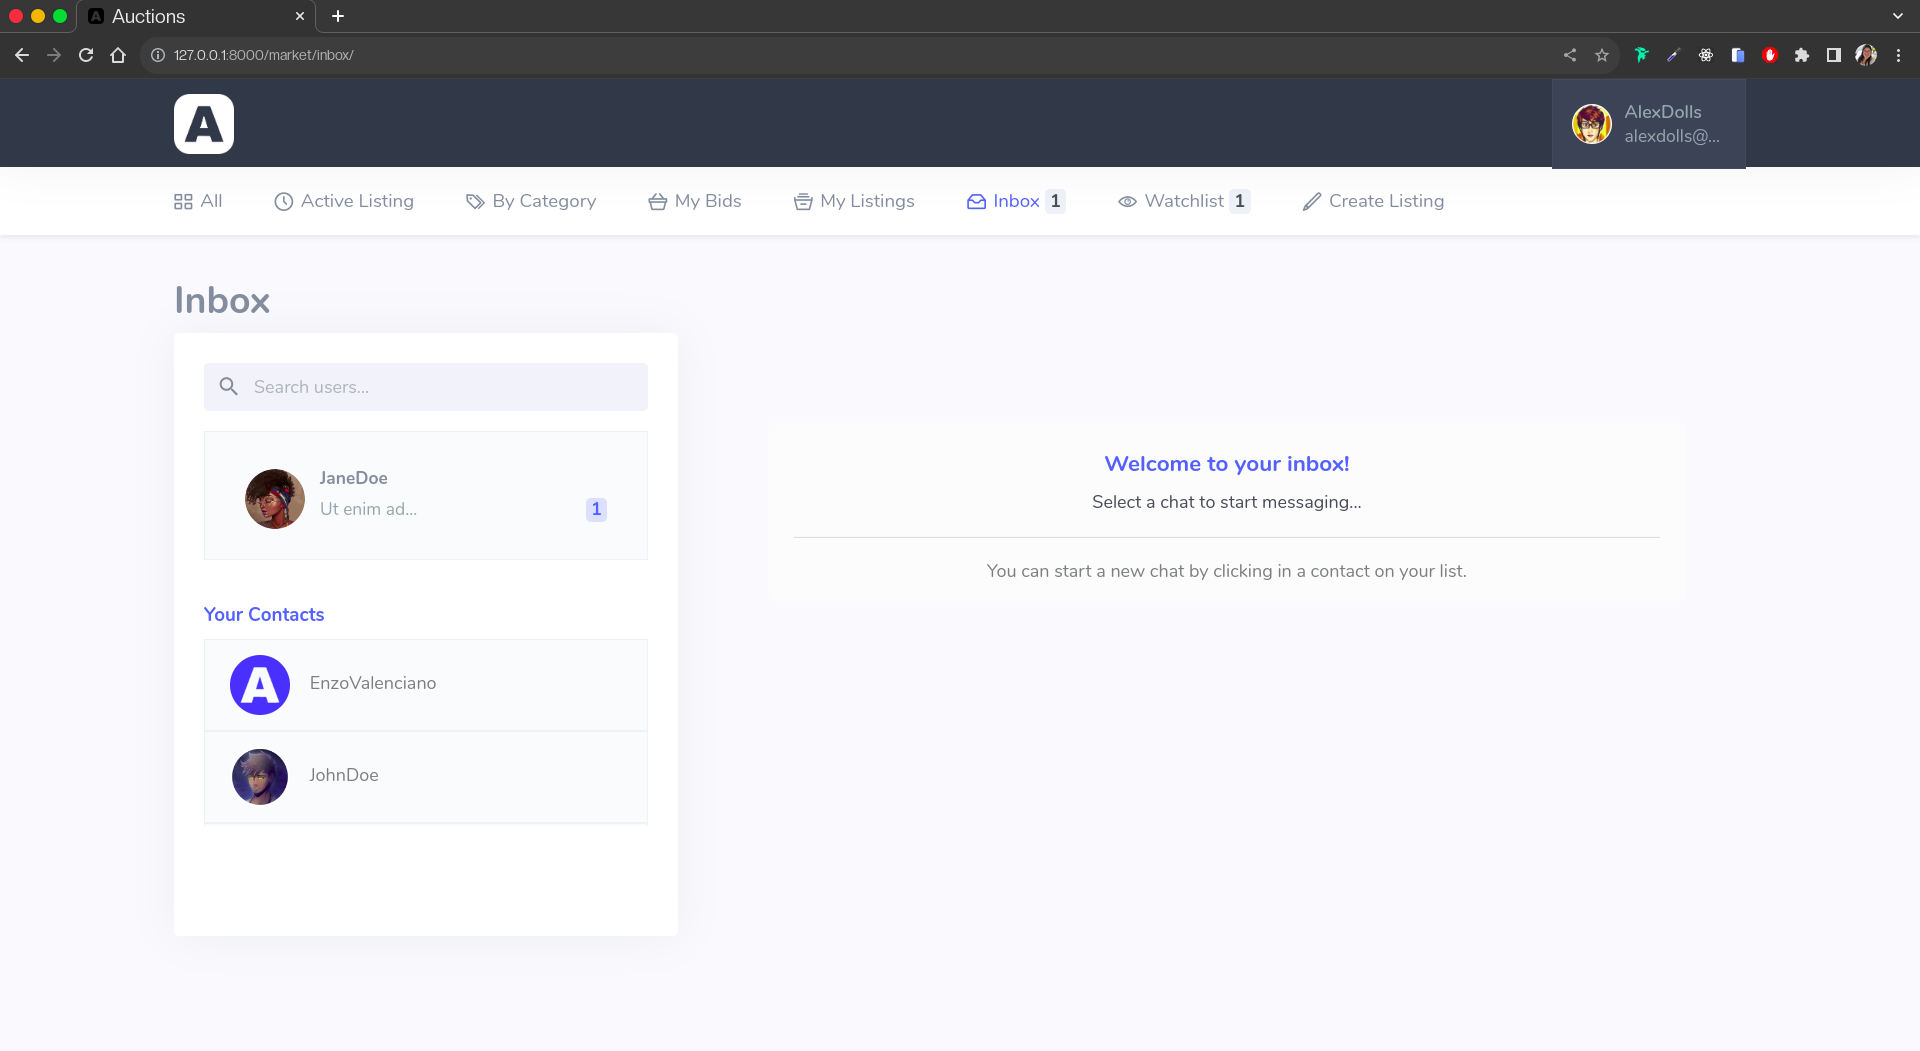 Auctions
127.0.0.1:8000/market/inbox/
A
AlexDolls
alexdolls@...
All
Active Listing
By Category
My Bids
My Listings
Inbox 1
Watchlist 1
Create Listing
Inbox
Search users...
JaneDoe
Ut enim ad...
1
Your Contacts
A
EnzoValenciano
JohnDoe
Welcome to your inbox!
Select a chat to start messaging...
You can start a new chat by clicking in a contact on your list.